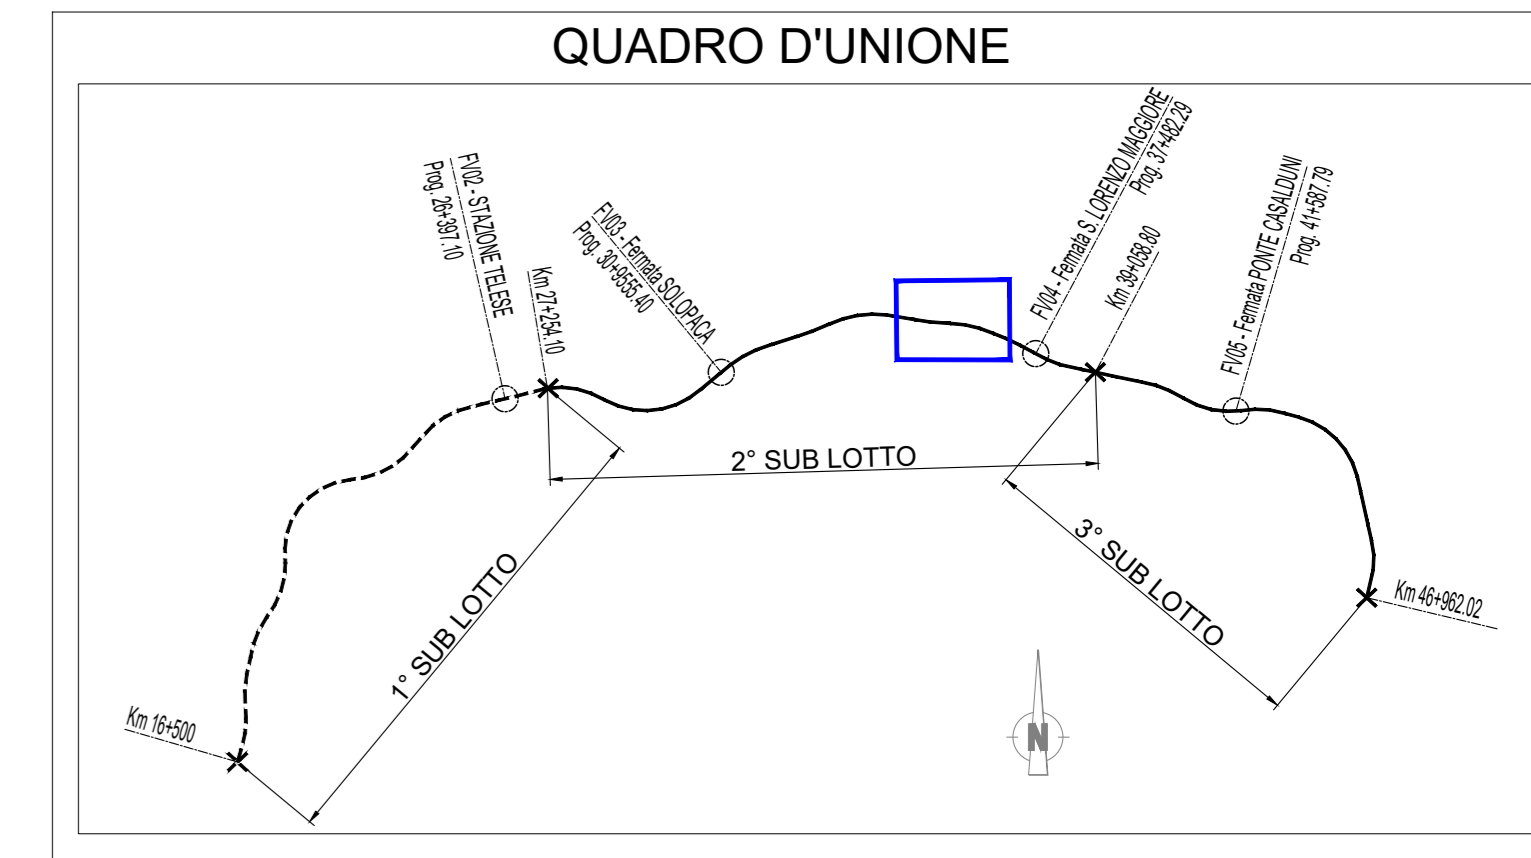 QUADRO D'UNIONE
FV02 - STAZIONE TELESE
Prog. 26+397.10
Km 27+254.10
FV03 - Fermata SOLOPACA
Prog. 30+9555.40
FV04 - Fermata S. LORENZO MAGGIORE
Prog. 37+482.29
Km 39+058.80
FV05 - Fermata PONTE CASALDUNI
Prog. 41+587.79
2° SUB LOTTO
1° SUB LOTTO
3° SUB LOTTO
Km 46+962.02
Km 16+500
N